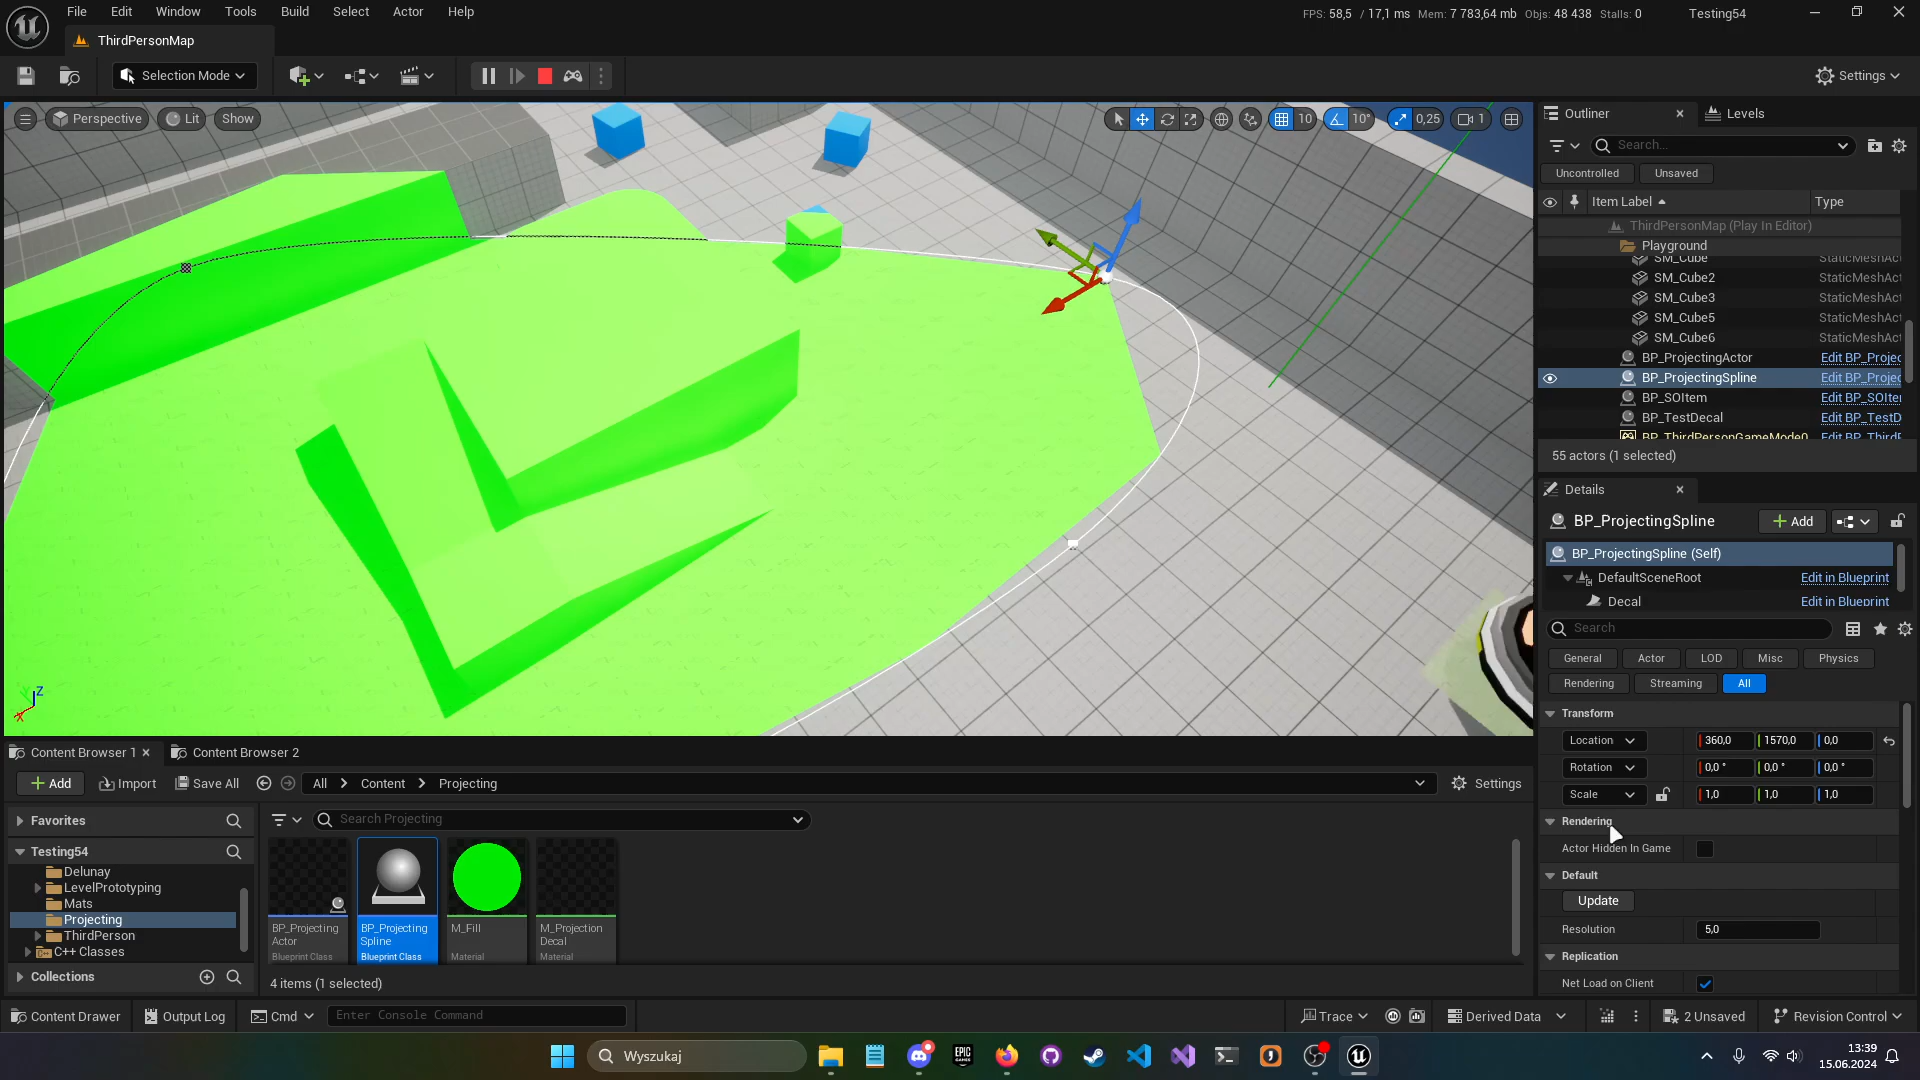 File Edit Window Tools Build Select Actor Help
FPS: 58,5 / 17,1 ms Mem: 7 783,64 mb Objs: 48 438 Stalls: 0
Testing54
ThirdPersonMap
Selection Mode
Settings
Perspective Lit Show
10 10° 0,25 1
Outliner
Levels
Search...
Uncontrolled Unsaved
Item Label Type
ThirdPersonMap (Play In Editor)
Playground
SM_Cube StaticMeshAct
SM_Cube2 StaticMeshAct
SM_Cube3 StaticMeshAct
SM_Cube5 StaticMeshAct
SM_Cube6 StaticMeshAct
BP_ProjectingActor Edit BP_Projec
BP_ProjectingSpline Edit BP_Projec
BP_SOItem Edit BP_SOIte
BP_TestDecal Edit BP_TestD
BP_ThirdPersonGameMode0 Edit BP_ThirdF
55 actors (1 selected)
Details
BP_ProjectingSpline
Add
BP_ProjectingSpline (Self)
DefaultSceneRoot Edit in Blueprint
Decal Edit in Blueprint
Search
General Actor LOD Misc Physics
Rendering Streaming All
Transform
Location 360,0 1570,0 0,0
Rotation 0,0 ° 0,0 ° 0,0 °
Scale 1,0 1,0 1,0
Rendering
Actor Hidden In Game
Default
Update
Resolution 5,0
Replication
Net Load on Client
Z
Y
X
Content Browser 1
Content Browser 2
Add Import Save All All Content Projecting Settings
Favorites
Search Projecting
Testing54
Delunay
LevelPrototyping
Mats
Projecting
ThirdPerson
C++ Classes
Collections
BP_Projecting
Actor
Blueprint Class
BP_Projecting
Spline
Blueprint Class
M_Fill
Material
M_Projection
Decal
Material
4 items (1 selected)
Content Drawer Output Log Cmd Enter Console Command Trace Derived Data 2 Unsaved Revision Control
Wyszukaj
EPIC
GAMES
13:39
15.06.2024